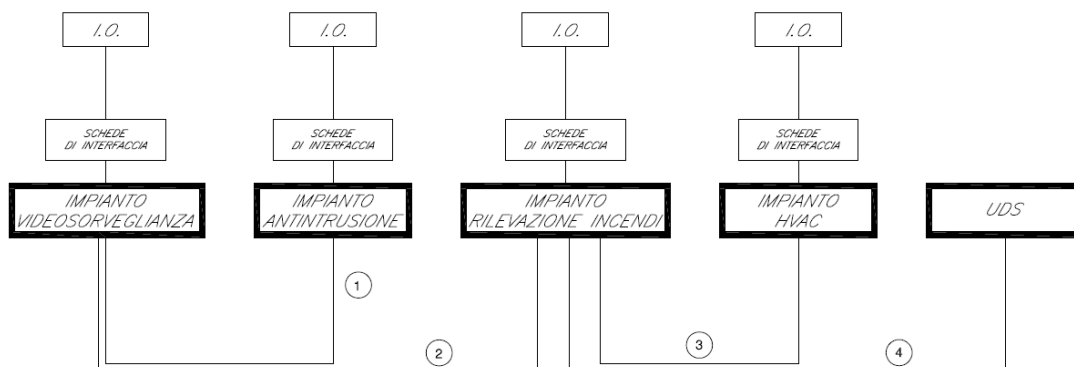 I.O.
I.O.
I.O.
I.O.
SCHEDE
DI INTERFACCIA
SCHEDE
DI INTERFACCIA
SCHEDE
DI INTERFACCIA
SCHEDE
DI INTERFACCIA
IMPIANTO
VIDEOSORVEGLIANZA
IMPIANTO
ANTINTRUSIONE
IMPIANTO
RILEVAZIONE INCENDI
IMPIANTO
HVAC
UDS
1
2
3
4